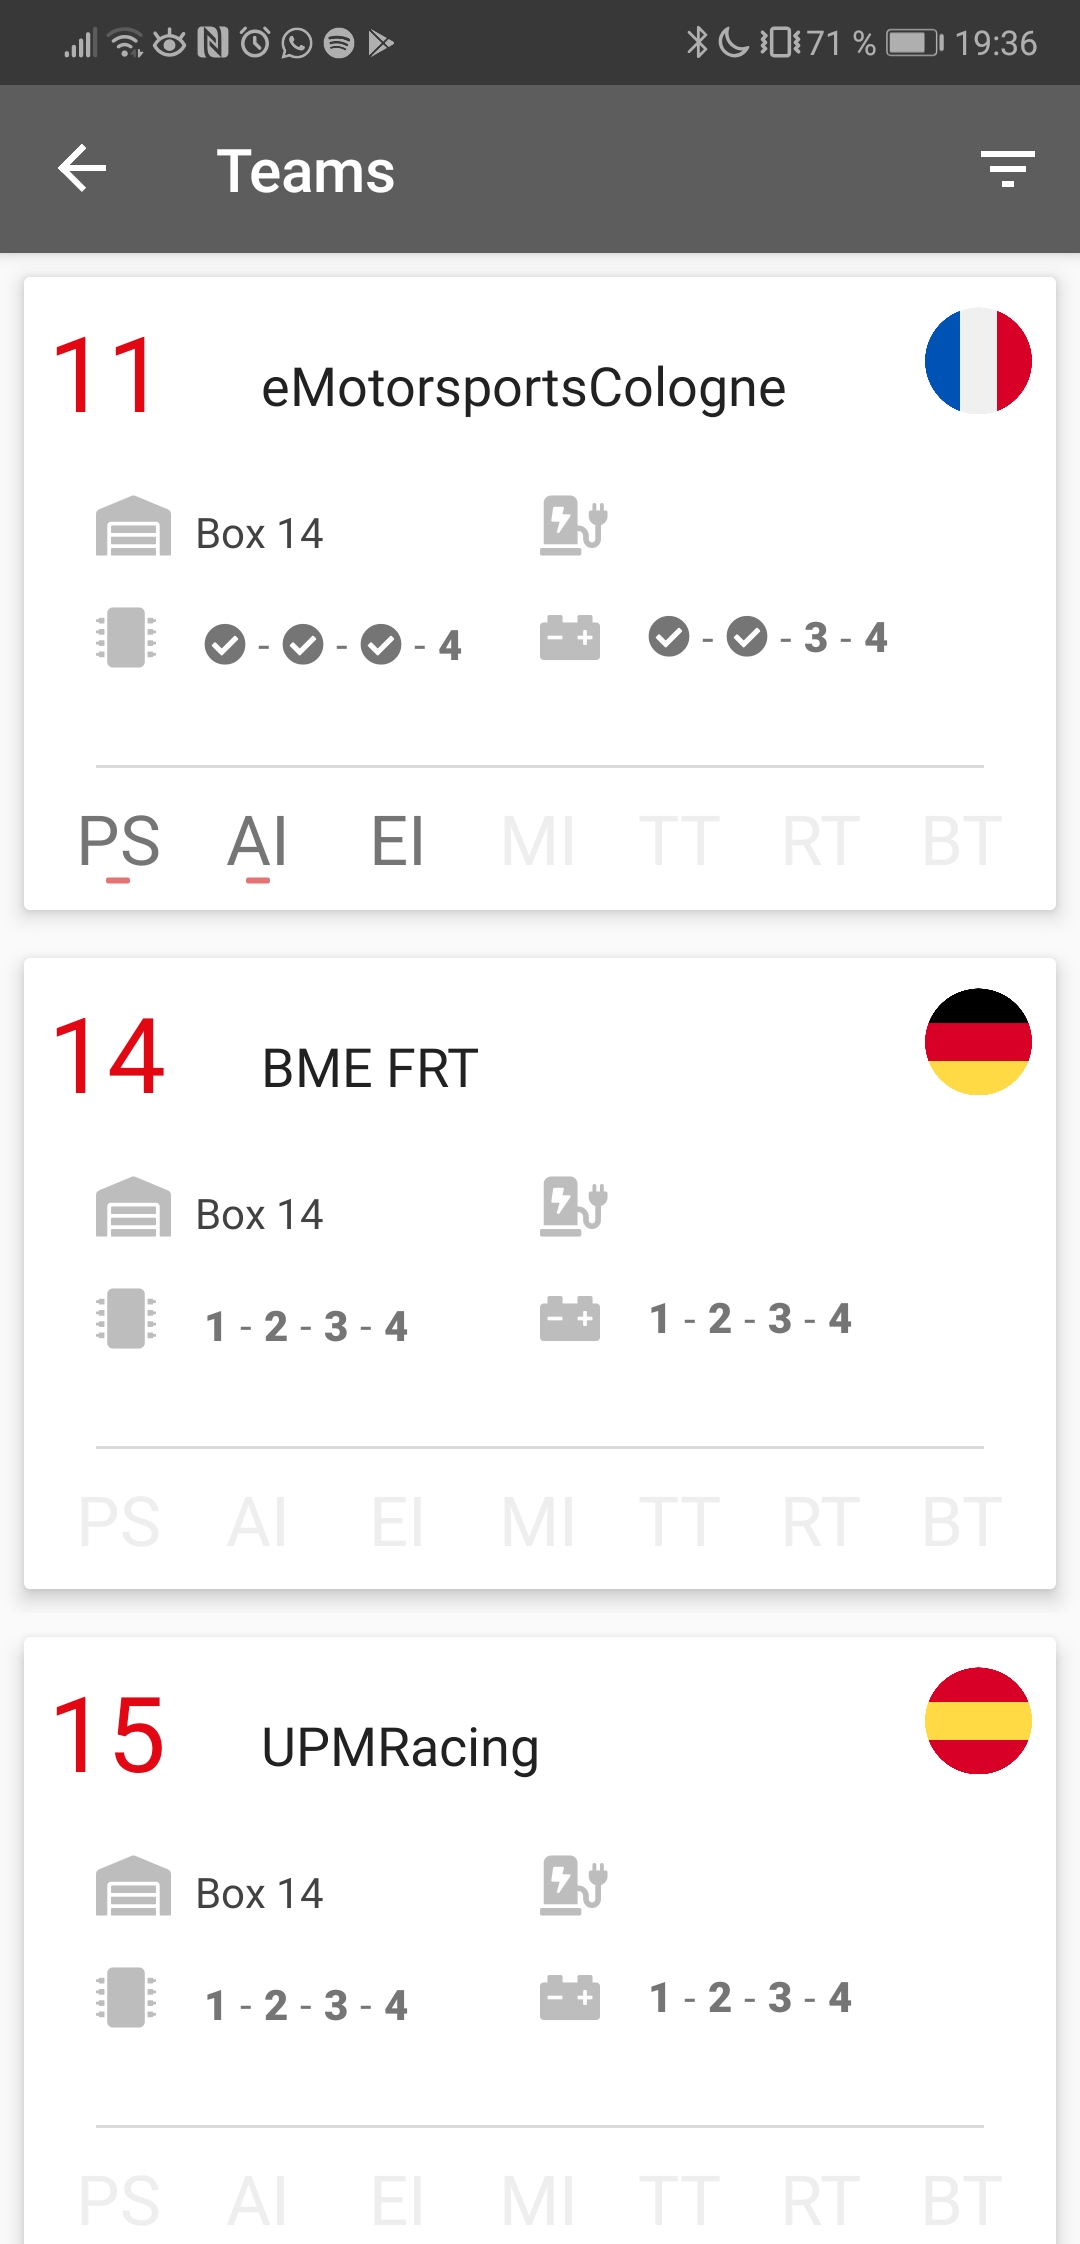 71 % 19:36
Teams
11 eMotorsportsCologne
Box 14
- - - 4 - - 3 - 4
PS AI EI MI TT RT BT
14 BME FRT
Box 14
1 - 2 - 3 - 4 1 - 2 - 3 - 4
PS AI EI MI TT RT BT
15 UPMRacing
Box 14
1 - 2 - 3 - 4 1 - 2 - 3 - 4
PS AI EI MI TT RT BT